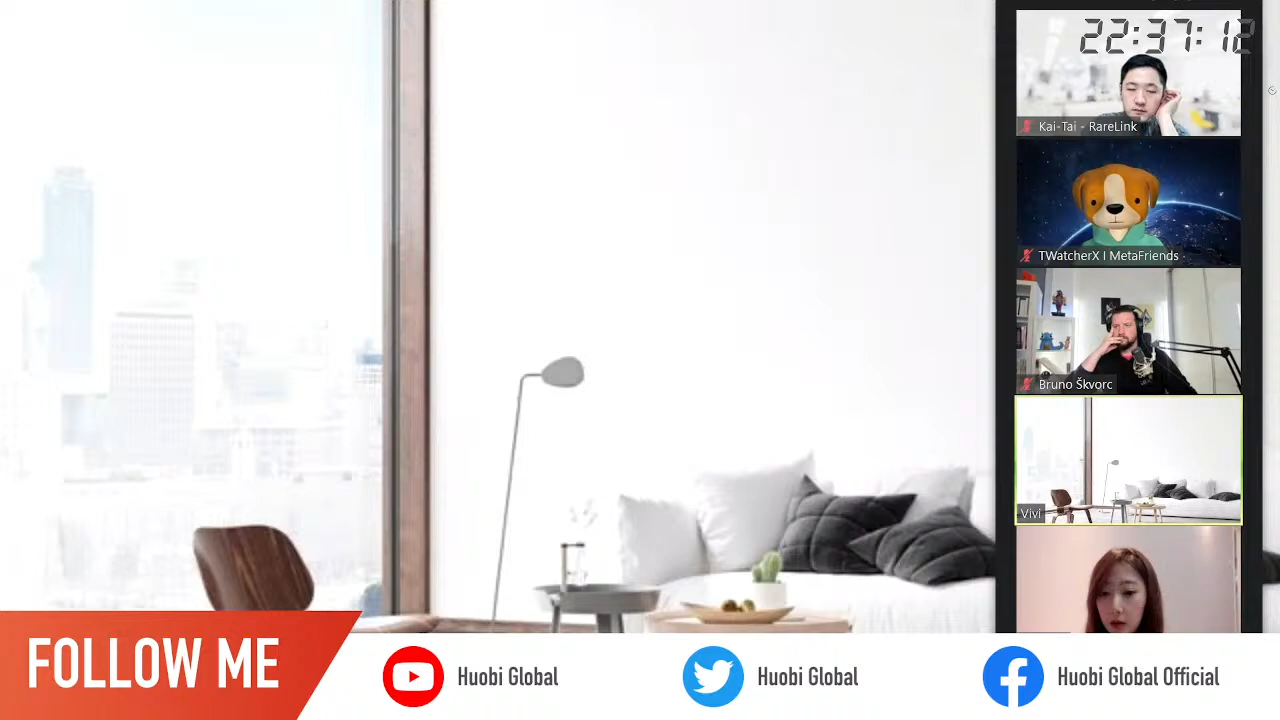 22:37:12
Kai-Tai - RareLink
TWatcherX I MetaFriends
Bruno Škvorc
Vivi
FOLLOW ME
Huobi Global
Huobi Global
Huobi Global Official